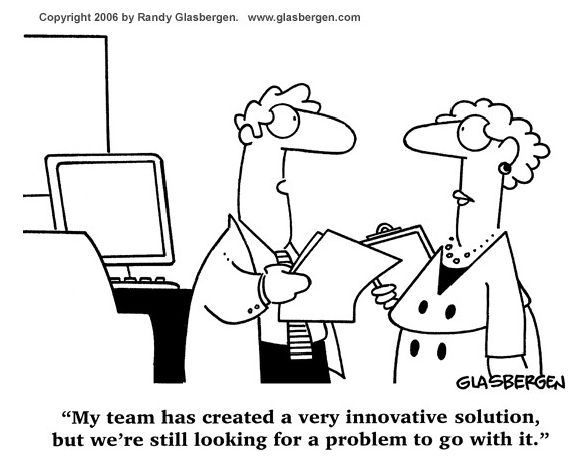 Copyright 2006 by Randy Glasbergen.   www.glasbergen.com
GLASBERGEN
“My team has created a very innovative solution,
but we’re still looking for a problem to go with it.”